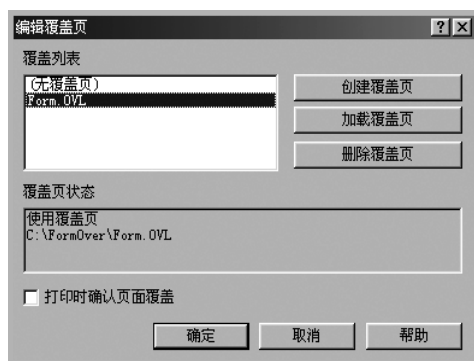 编辑覆盖页
覆盖列表
(无覆盖页)
Form.OVL
创建覆盖页
加载覆盖页
删除覆盖页
覆盖页状态
使用覆盖页
C:\FormOver\Form.OVL
打印时确认页面覆盖
确定
取消
帮助